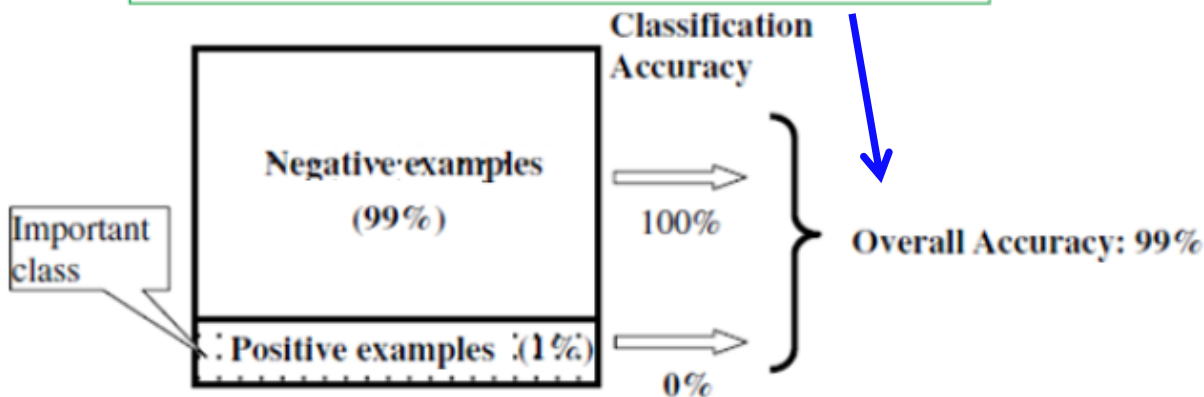 Classification
Accuracy
Negative examples
(99%)
100%
Important
class
Overall Accuracy: 99%
Positive examples (1%)
0%